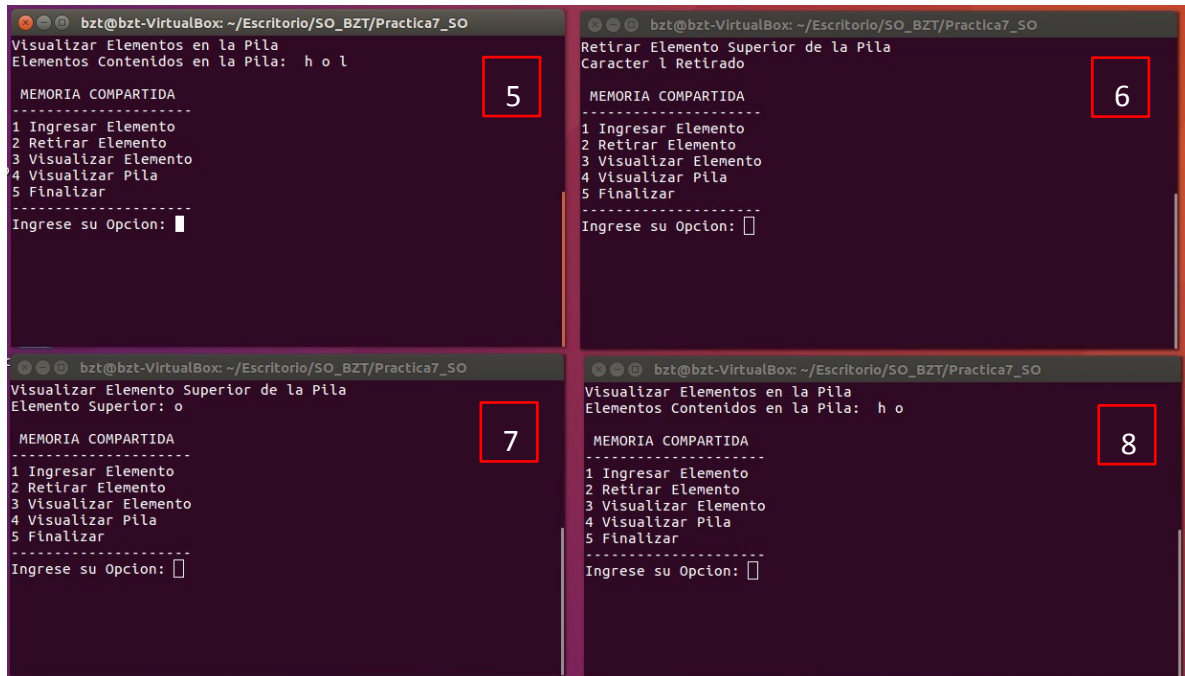 bzt@bzt-VirtualBox: ~/Escritorio/SO_BZT/Practica7_SO
Visualizar Elementos en la Pila
Elementos Contenidos en la Pila: h o l
5
MEMORIA COMPARTIDA
----------------------
1 Ingresar Elemento
2 Retirar Elemento
3 Visualizar Elemento
4 Visualizar Pila
5 Finalizar
----------------------
Ingrese su Opcion:
bzt@bzt-VirtualBox: ~/Escritorio/SO_BZT/Practica7_SO
Retirar Elemento Superior de la Pila
Caracter l Retirado
6
MEMORIA COMPARTIDA
----------------------
1 Ingresar Elemento
2 Retirar Elemento
3 Visualizar Elemento
4 Visualizar Pila
5 Finalizar
----------------------
Ingrese su Opcion:
bzt@bzt-VirtualBox: ~/Escritorio/SO_BZT/Practica7_SO
Visualizar Elemento Superior de la Pila
Elemento Superior: o
7
MEMORIA COMPARTIDA
----------------------
1 Ingresar Elemento
2 Retirar Elemento
3 Visualizar Elemento
4 Visualizar Pila
5 Finalizar
----------------------
Ingrese su Opcion:
bzt@bzt-VirtualBox: ~/Escritorio/SO_BZT/Practica7_SO
Visualizar Elementos en la Pila
Elementos Contenidos en la Pila: h o
8
MEMORIA COMPARTIDA
----------------------
1 Ingresar Elemento
2 Retirar Elemento
3 Visualizar Elemento
4 Visualizar Pila
5 Finalizar
----------------------
Ingrese su Opcion: